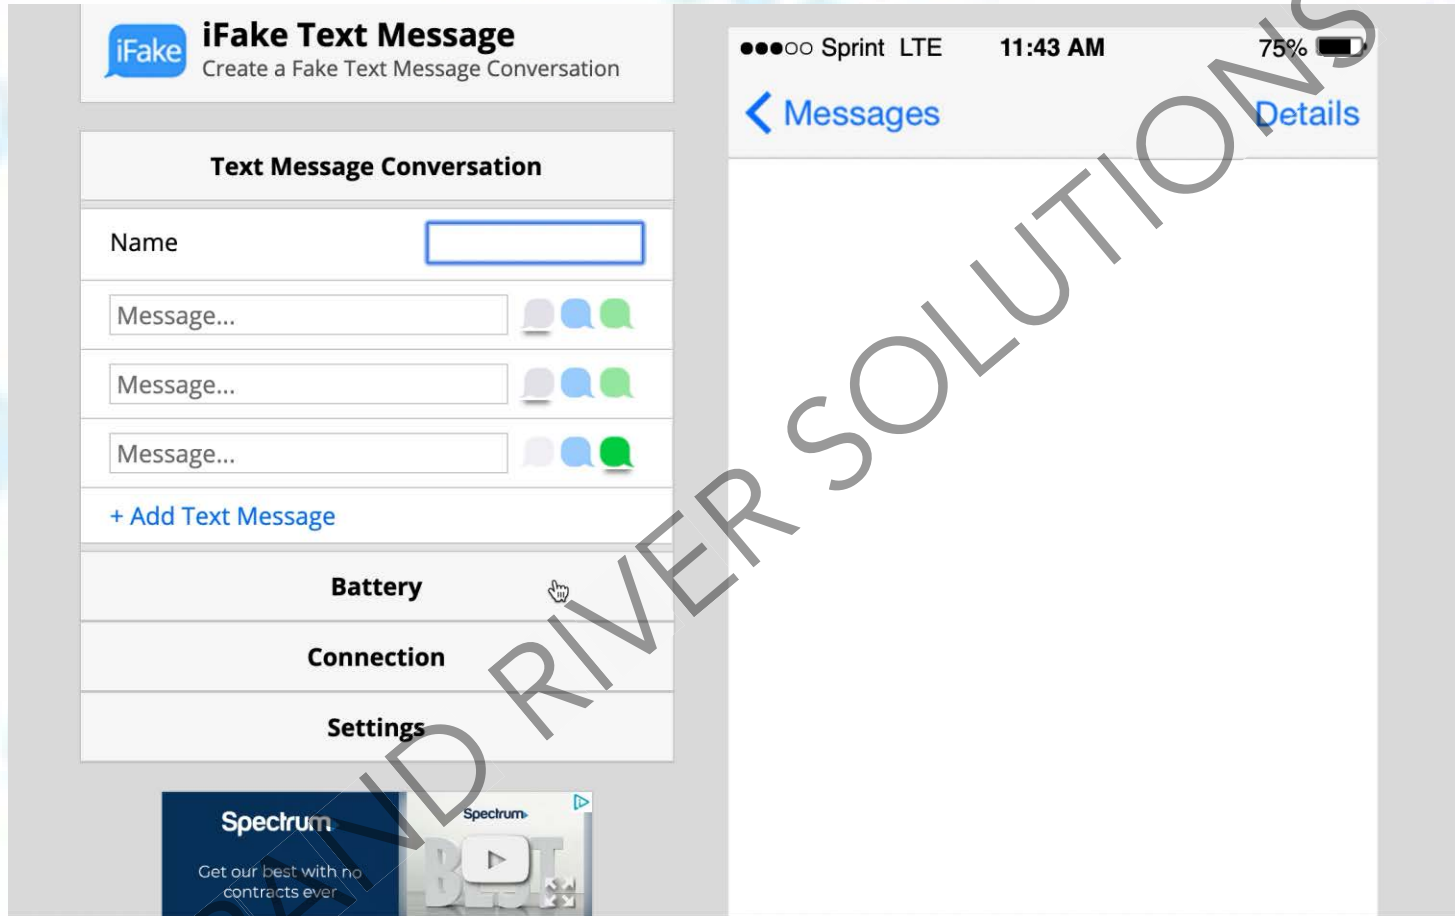 iFake
iFake Text Message
Create a Fake Text Message Conversation
Text Message Conversation
Name
Message...
Message...
Message...
+ Add Text Message
Battery
Connection
Settings
Spectrum
Get our best with no
contracts ever
Spectrum
BEST
Sprint LTE
11:43 AM
75%
Messages
Details
RAND RIVER SOLUTIONS